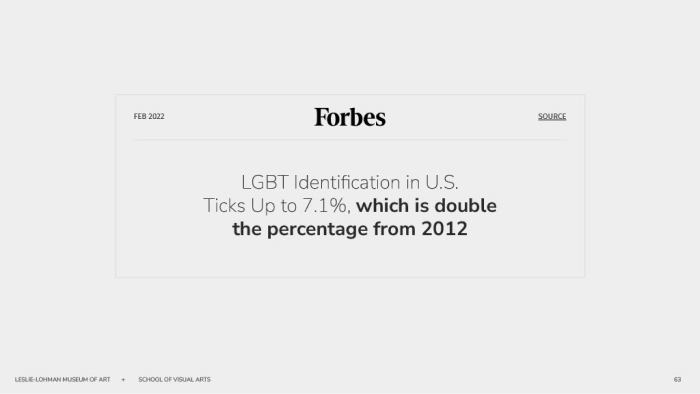 FEB 2022
Forbes
SOURCE
LGBT Identification in U.S.
Ticks Up to 7.1%, which is double
the percentage from 2012
LESLIE-LOHMAN MUSEUM OF ART + SCHOOL OF VISUAL ARTS
63